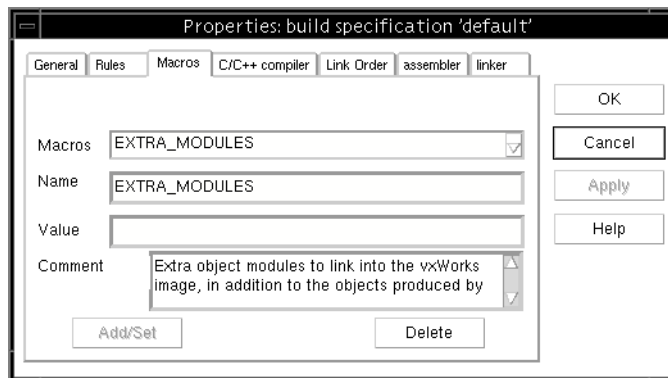 Properties: build specification 'default'
General Rules Macros C/C++ compiler Link Order assembler linker
OK
Macros EXTRA_MODULES Cancel
Name EXTRA_MODULES Apply
Value Help
Comment Extra object modules to link into the vxWorks
image, in addition to the objects produced by
Add/Set Delete